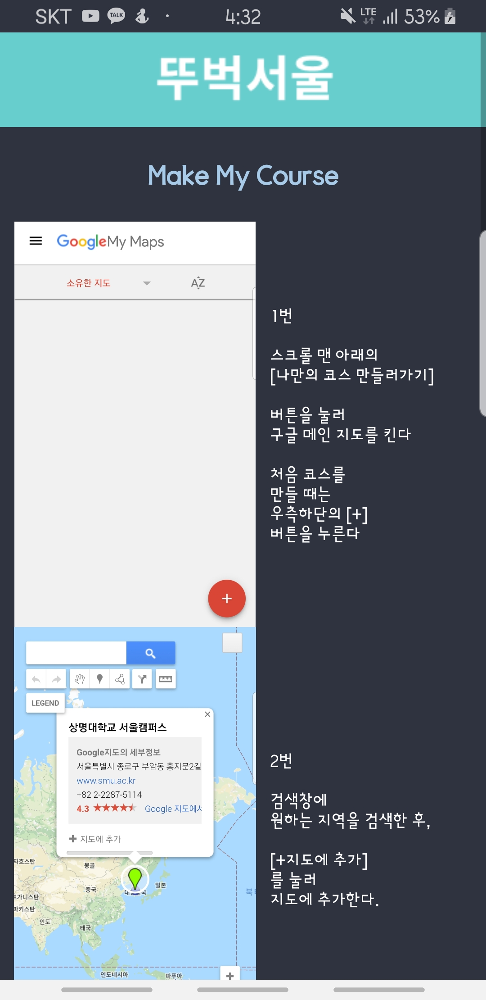 SKT TALK 4:32 LTE 53%
뚜벅서울
Make My Course
GoogleMy Maps
소유한 지도 AZ
1번
스크롤 맨 아래의
[나만의 코스 만들러가기]
버튼을 눌러
구글 메인 지도를 킨다
처음 코스를
만들 때는
우측하단의 [+]
버튼을 누른다
LEGEND
상명대학교 서울캠퍼스
Google지도의 세부정보
서울특별시 종로구 부암동 홍지문2길
www.smu.ac.kr
+82 2-2287-5114
4.3 ★★★★ Google 지도에서
+ 지도에 추가
자흐스탄
몽골
일본
중국
대한민국
프가니스탄
파키스탄
인도
태국
인도네시아
파푸아
북
2번
검색창에
원하는 지역을 검색한 후,
[+지도에 추가]
를 눌러
지도에 추가한다.